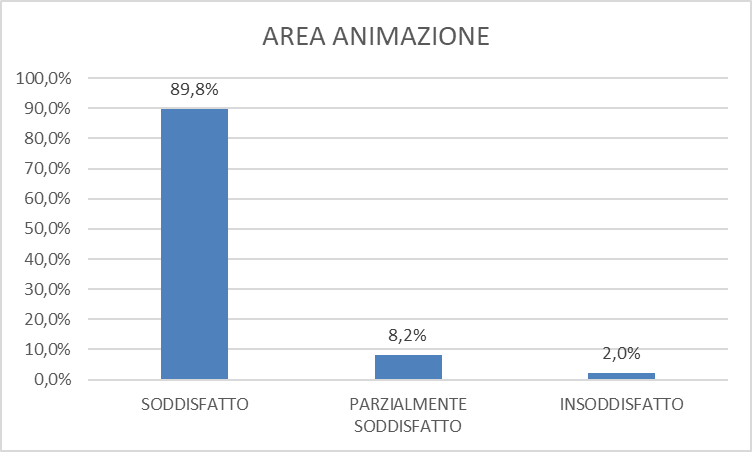 AREA ANIMAZIONE
100,0%
90,0%
80,0%
70,0%
60,0%
50,0%
40,0%
30,0%
20,0%
10,0%
0,0%
89,8%
8,2%
2,0%
SODDISFATTO
PARZIALMENTE
SODDISFATTO
INSODDISFATTO